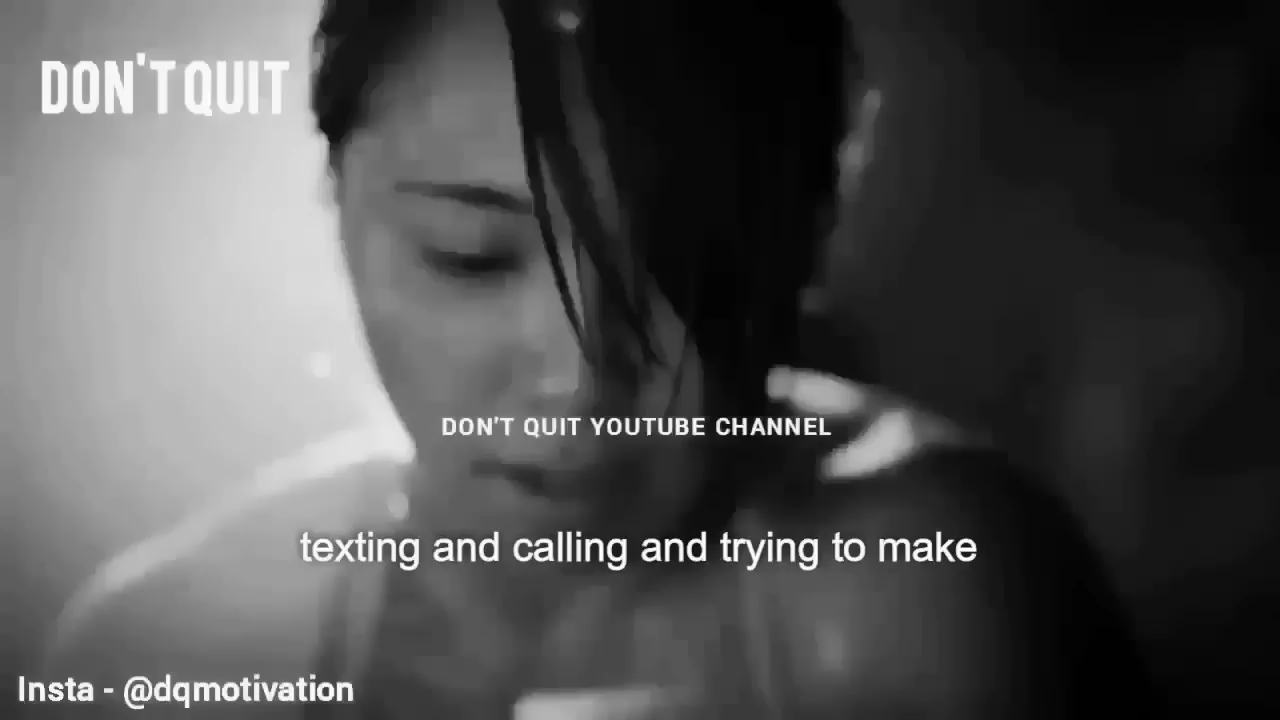 DON'T QUIT
DON'T QUIT YOUTUBE CHANNEL
texting and calling and trying to make
Insta - @dqmotivation